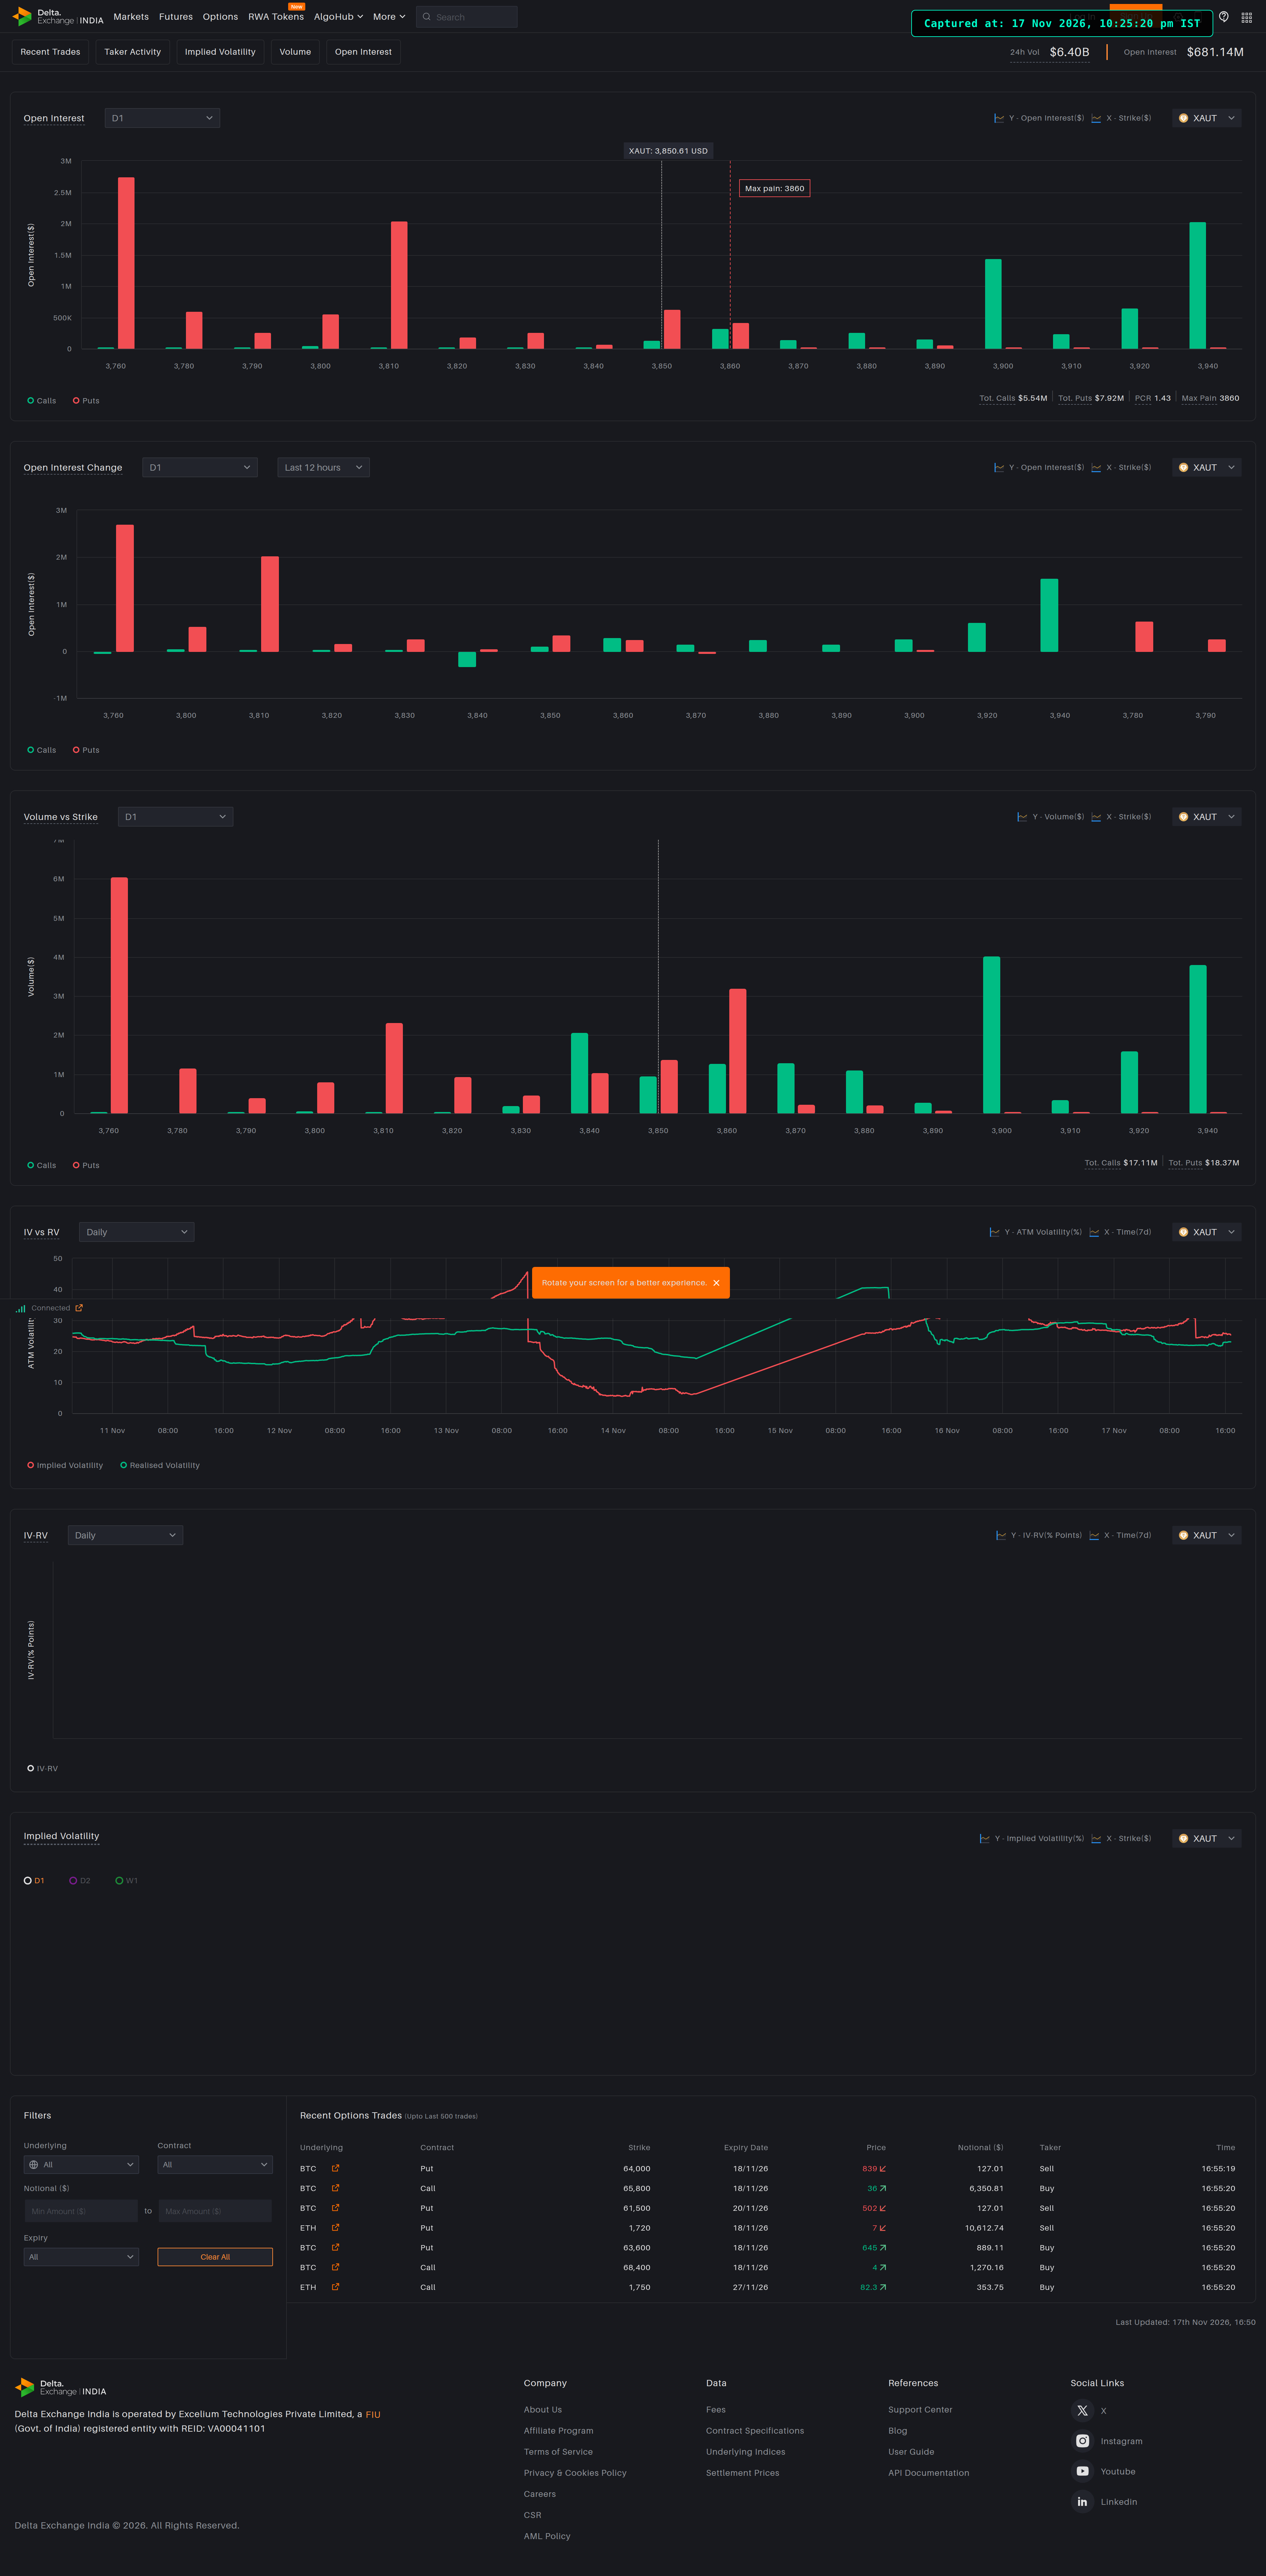 Delta.
Exchange | INDIA
Markets Futures Options RWA Tokens New AlgoHub More
Search
Captured at: 17 Nov 2026, 10:25:20 pm IST
Recent Trades Taker Activity Implied Volatility Volume Open Interest
24h Vol $6.40B Open Interest $681.14M
Open Interest D1 Y - Open Interest($) X - Strike($) XAUT
XAUT: 3,850.61 USD
Max pain: 3860
Open Interest($)
3M
2.5M
2M
1.5M
1M
500K
0
3,760 3,780 3,790 3,800 3,810 3,820 3,830 3,840 3,850 3,860 3,870 3,880 3,890 3,900 3,910 3,920 3,940
Calls Puts
Tot. Calls $5.54M Tot. Puts $7.92M PCR 1.43 Max Pain 3860
Open Interest Change D1 Last 12 hours Y - Open Interest($) X - Strike($) XAUT
Open Interest($)
3M
2M
1M
0
-1M
3,760 3,800 3,810 3,820 3,830 3,840 3,850 3,860 3,870 3,880 3,890 3,900 3,920 3,940 3,780 3,790
Calls Puts
Volume vs Strike D1 Y - Volume($) X - Strike($) XAUT
Volume($)
7M
6M
5M
4M
3M
2M
1M
0
3,760 3,780 3,790 3,800 3,810 3,820 3,830 3,840 3,850 3,860 3,870 3,880 3,890 3,900 3,910 3,920 3,940
Calls Puts
Tot. Calls $17.11M Tot. Puts $18.37M
IV vs RV Daily Y - ATM Volatility(%) X - Time(7d) XAUT
50
40
Rotate your screen for a better experience.
Connected
ATM Volatilit
30
20
10
0
11 Nov 08:00 16:00 12 Nov 08:00 16:00 13 Nov 08:00 16:00 14 Nov 08:00 16:00 15 Nov 08:00 16:00 16 Nov 08:00 16:00 17 Nov 08:00 16:00
Implied Volatility Realised Volatility
IV-RV Daily Y - IV-RV(% Points) X - Time(7d) XAUT
IV-RV(% Points)
IV-RV
Implied Volatility Y - Implied Volatility(%) X - Strike($) XAUT
D1 D2 W1
Filters
Underlying Contract
All All
Notional ($)
Min Amount ($) to Max Amount ($)
Expiry
All Clear All
Recent Options Trades (Upto Last 500 trades)
Underlying Contract Strike Expiry Date Price Notional ($) Taker Time
BTC Put 64,000 18/11/26 839 127.01 Sell 16:55:19
BTC Call 65,800 18/11/26 36 6,350.81 Buy 16:55:20
BTC Put 61,500 20/11/26 502 127.01 Sell 16:55:20
ETH Put 1,720 18/11/26 7 10,612.74 Sell 16:55:20
BTC Put 63,600 18/11/26 645 889.11 Buy 16:55:20
BTC Call 68,400 18/11/26 4 1,270.16 Buy 16:55:20
ETH Call 1,750 27/11/26 82.3 353.75 Buy 16:55:20
Last Updated: 17th Nov 2026, 16:50
Delta.
Exchange | INDIA
Delta Exchange India is operated by Excelium Technologies Private Limited, a FIU
(Govt. of India) registered entity with REID: VA00041101
Delta Exchange India © 2026. All Rights Reserved.
Company
About Us
Affiliate Program
Terms of Service
Privacy & Cookies Policy
Careers
CSR
AML Policy
Data
Fees
Contract Specifications
Underlying Indices
Settlement Prices
References
Support Center
Blog
User Guide
API Documentation
Social Links
X
Instagram
Youtube
Linkedin